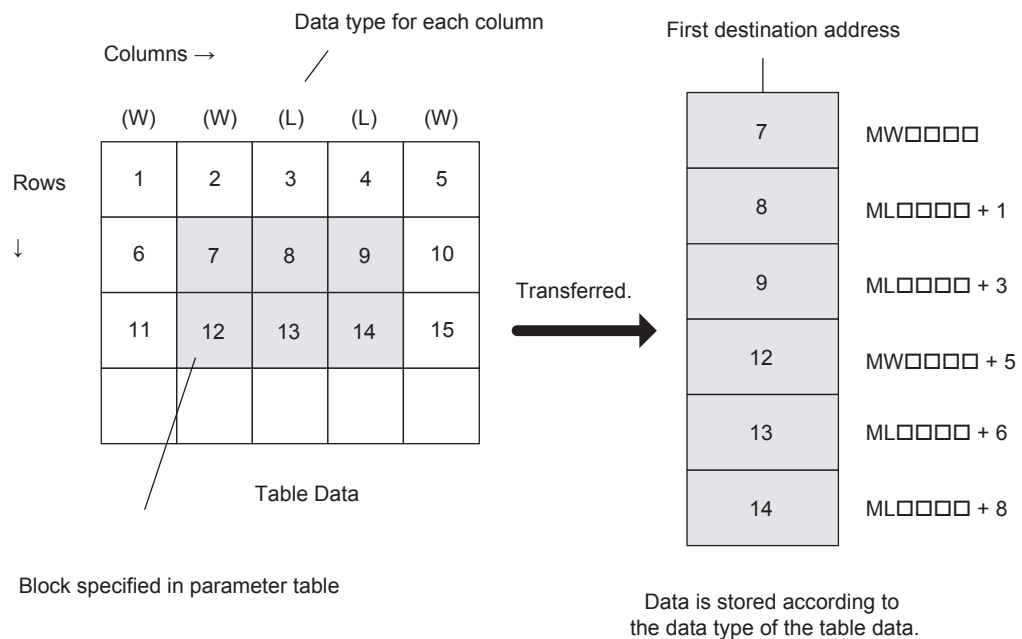 Data type for each column
First destination address
Columns →
(W) (W) (L) (L) (W)
Rows
↓
1 2 3 4 5
6 7 8 9 10
11 12 13 14 15
Transferred.
7 MW□□□□
8 ML□□□□ + 1
9 ML□□□□ + 3
12 MW□□□□ + 5
13 ML□□□□ + 6
14 ML□□□□ + 8
Table Data
Block specified in parameter table
Data is stored according to
the data type of the table data.